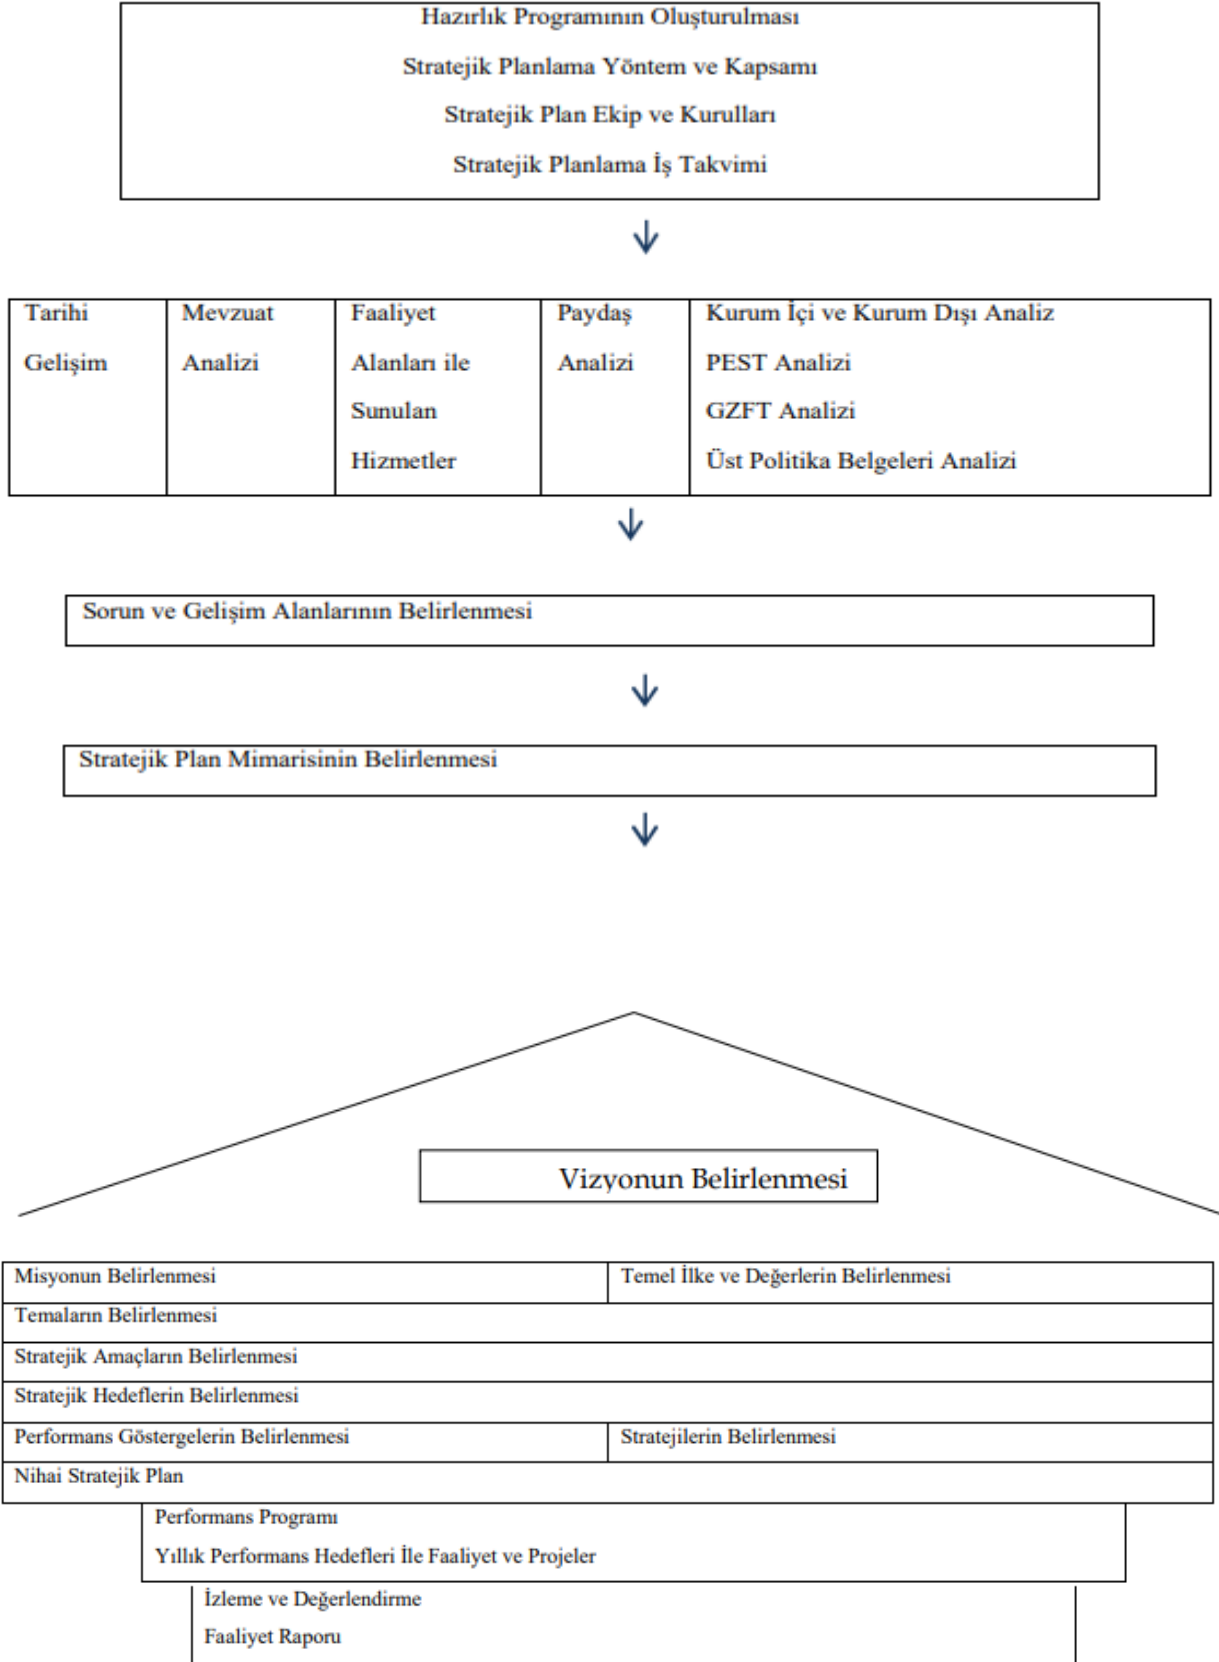 Hazırlık Programının Oluşturulması
Stratejik Planlama Yöntem ve Kapsamı
Stratejik Plan Ekip ve Kurulları
Stratejik Planlama İş Takvimi
Tarihi
Gelişim
Mevzuat
Analizi
Faaliyet
Alanları ile
Sunulan
Hizmetler
Paydaş
Analizi
Kurum İçi ve Kurum Dışı Analiz
PEST Analizi
GZFT Analizi
Üst Politika Belgeleri Analizi
Sorun ve Gelişim Alanlarının Belirlenmesi
Stratejik Plan Mimarisinin Belirlenmesi
Vizyonun Belirlenmesi
Misyonun Belirlenmesi
Temel İlke ve Değerlerin Belirlenmesi
Temaların Belirlenmesi
Stratejik Amaçların Belirlenmesi
Stratejik Hedeflerin Belirlenmesi
Performans Göstergelerin Belirlenmesi
Stratejilerin Belirlenmesi
Nihai Stratejik Plan
Performans Programı
Yıllık Performans Hedefleri İle Faaliyet ve Projeler
İzleme ve Değerlendirme
Faaliyet Raporu